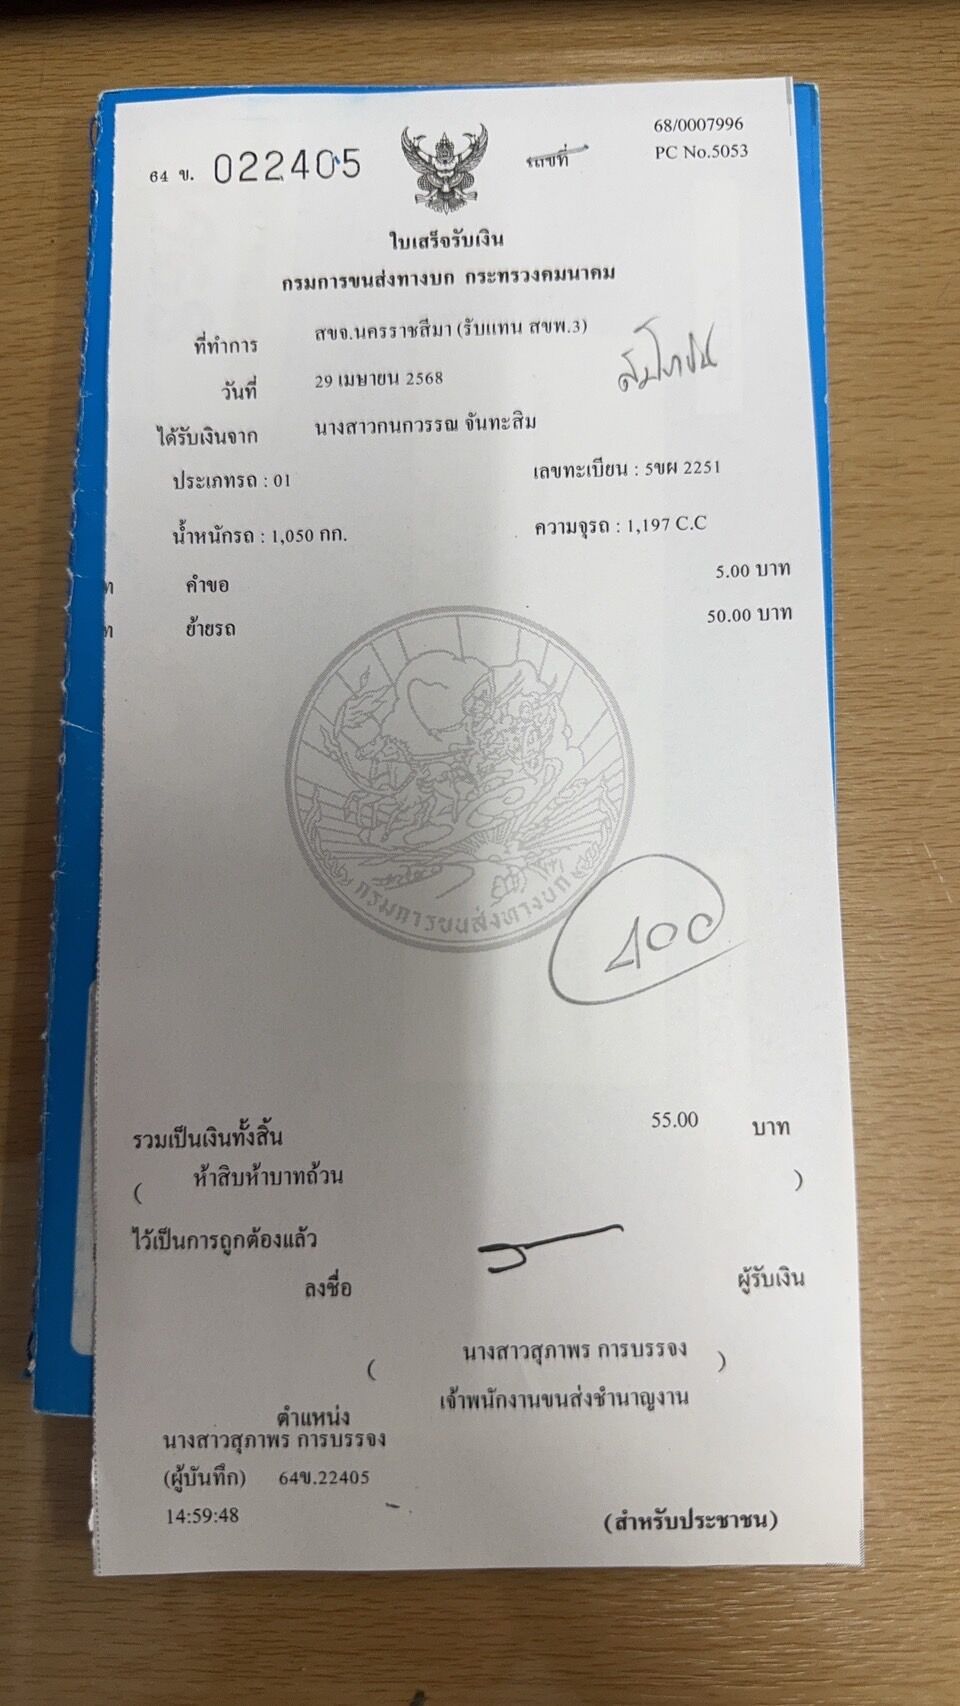 64 ข. 022405
รถขที่
68/0007996
PC No.5053
ใบเสร็จรับเงิน
กรมการขนส่งทางบก กระทรวงคมนาคม
ที่ทำการ สขจ.นครราชสีมา (รับแทน สขพ.3)
วันที่ 29 เมษายน 2568
ได้รับเงินจาก นางสาวกนกวรรณ จันทะสิม
ประเภทรถ : 01 เลขทะเบียน : 5ขผ 2251
น้ำหนักรถ : 1,050 กก. ความจุรถ : 1,197 C.C
ท คำขอ 5.00 บาท
ท ย้ายรถ 50.00 บาท
กรมการขนส่งทางบก
400
รวมเป็นเงินทั้งสิ้น 55.00 บาท
( ห้าสิบห้าบาทถ้วน )
ไว้เป็นการถูกต้องแล้ว
ลงชื่อ ผู้รับเงิน
( นางสาวสุภาพร การบรรจง )
ตำแหน่ง เจ้าพนักงานขนส่งชำนาญงาน
นางสาวสุภาพร การบรรจง
(ผู้บันทึก) 64ข.22405
14:59:48
(สำหรับประชาชน)